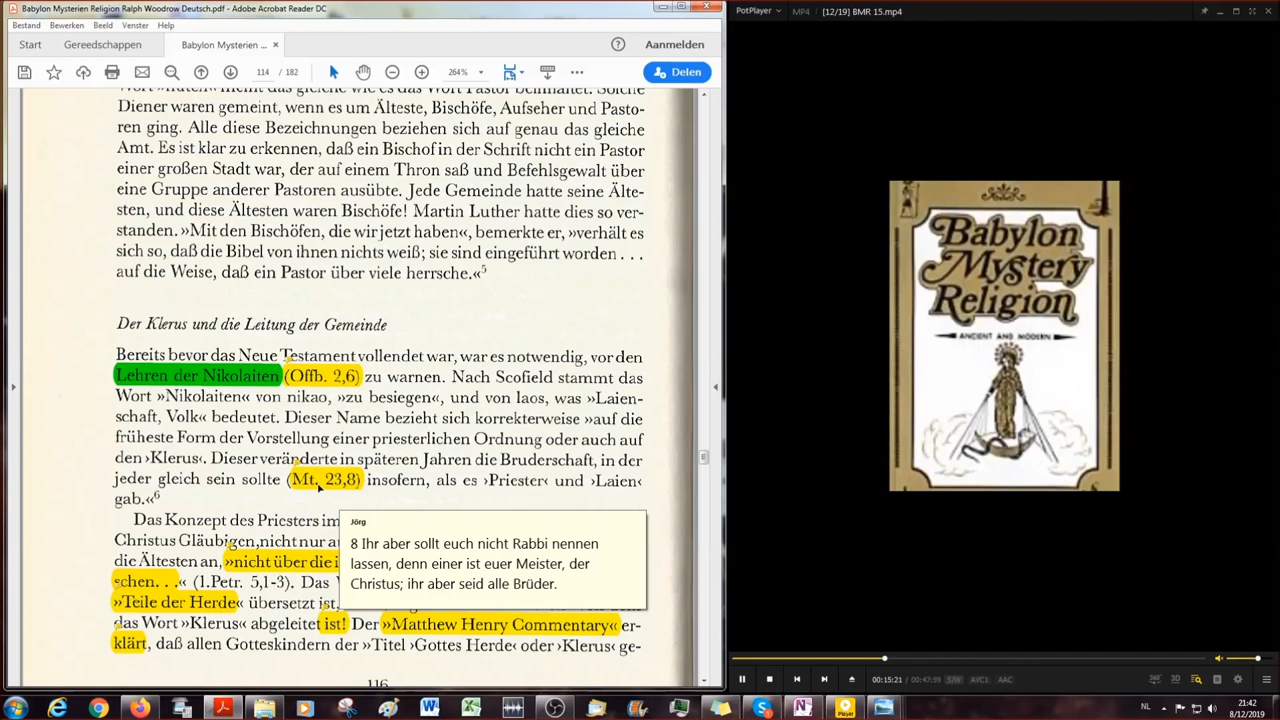 Babylon Mysterien Religion Ralph Woodrow Deutsch.pdf - Adobe Acrobat Reader DC
Bestand Bewerken Beeld Venster Help
Start Gereedschappen Babylon Mysterien ... × Aanmelden
114 / 182 264% Delen
Diener waren gemeint, wenn es um Älteste, Bischöfe, Aufseher und Pasto-
ren ging. Alle diese Bezeichnungen beziehen sich auf genau das gleiche
Amt. Es ist klar zu erkennen, daß ein Bischof in der Schrift nicht ein Pastor
einer großen Stadt war, der auf einem Thron saß und Befehlsgewalt über
eine Gruppe anderer Pastoren ausübte. Jede Gemeinde hatte seine Älte-
sten, und diese Ältesten waren Bischöfe! Martin Luther hatte dies so ver-
standen. »Mit den Bischöfen, die wir jetzt haben«, bemerkte er, »verhält es
sich so, daß die Bibel von ihnen nichts weiß; sie sind eingeführt worden . . .
auf die Weise, daß ein Pastor über viele herrsche.«5
Der Klerus und die Leitung der Gemeinde
Bereits bevor das Neue Testament vollendet war, war es notwendig, vor den
Lehren der Nikolaiten (Offb. 2,6) zu warnen. Nach Scofield stammt das
Wort »Nikolaiten« von nikao, »zu besiegen«, und von laos, was »Laien-
schaft, Volk« bedeutet. Dieser Name bezieht sich korrekterweise »auf die
früheste Form der Vorstellung einer priesterlichen Ordnung oder auch auf
den ›Klerus‹. Dieser veränderte in späteren Jahren die Bruderschaft, in der
jeder gleich sein sollte (Mt. 23,8) insofern, als es ›Priester‹ und ›Laien‹
gab.«6
Das Konzept des Priesters im
Christus Gläubigen, nicht nur
die Ältesten an, »nicht über die
schen. . .« (1.Petr. 5,1-3). Das
»Teile der Herde« übersetzt ist,
das Wort »Klerus« abgeleitet ist! Der »Matthew Henry Commentary« er-
klärt, daß allen Gotteskindern der »Titel ›Gottes Herde‹ oder ›Klerus‹ ge-
116
Jörg
8 Ihr aber sollt euch nicht Rabbi nennen
lassen, denn einer ist euer Meister, der
Christus; ihr aber seid alle Brüder.
PotPlayer MP4 [12/19] BMR 15.mp4
Babylon
Mystery
Religion
ANCIENT AND MODERN
00:15:21 / 00:47:59 S/W AVC1 AAC
NL 21:42
8/12/2019